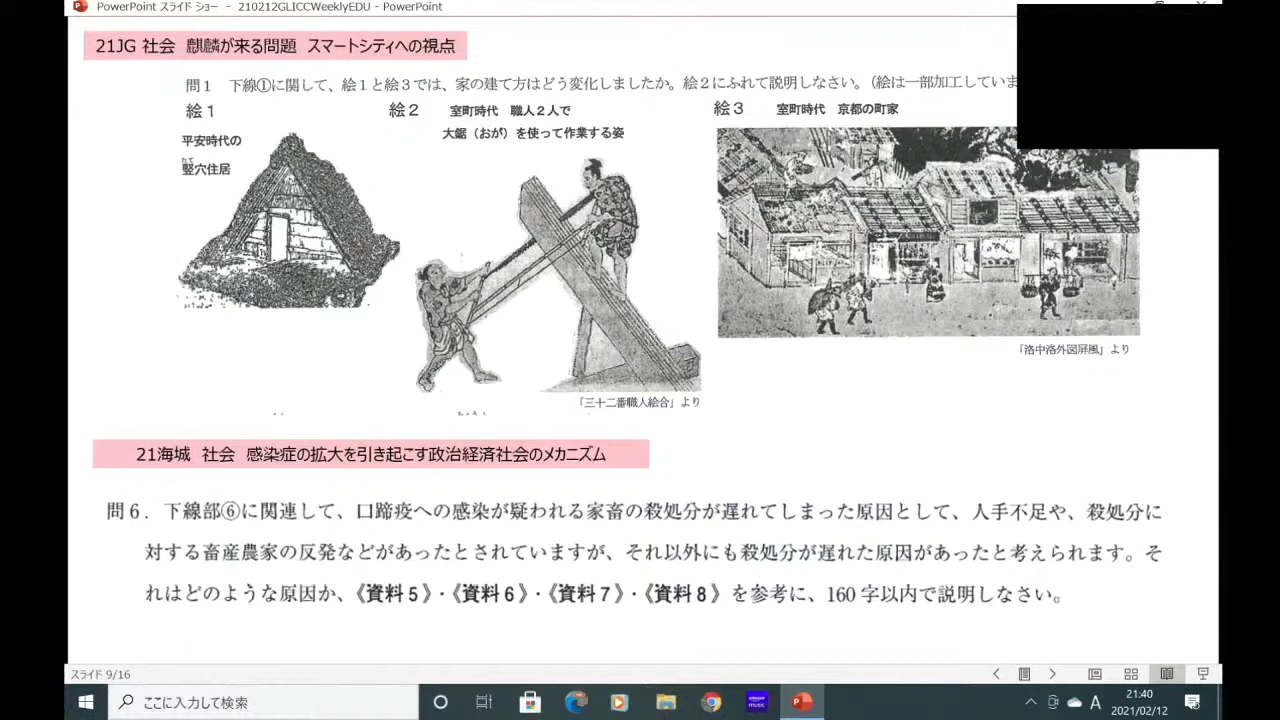 PowerPoint スライド ショー - 210212GLICCWeeklyEDU - PowerPoint
21JG 社会 麒麟が来る問題 スマートシティへの視点
問１ 下線①に関して、絵１と絵３では、家の建て方はどう変化しましたか。絵２にふれて説明しなさい。（絵は一部加工していま
絵１
平安時代の
たて
竪穴住居
絵２ 室町時代 職人２人で
大鋸（おが）を使って作業する姿
「三十二番職人絵合」より
絵３ 室町時代 京都の町家
「洛中洛外図屏風」より
21海城 社会 感染症の拡大を引き起こす政治経済社会のメカニズム
問６．下線部⑥に関連して、口蹄疫への感染が疑われる家畜の殺処分が遅れてしまった原因として、人手不足や、殺処分に
対する畜産農家の反発などがあったとされていますが、それ以外にも殺処分が遅れた原因があったと考えられます。そ
れはどのような原因か、《資料５》・《資料６》・《資料７》・《資料８》を参考に、160 字以内で説明しなさい。
スライド 9/16
ここに入力して検索
amazon music
A
21:40
2021/02/12